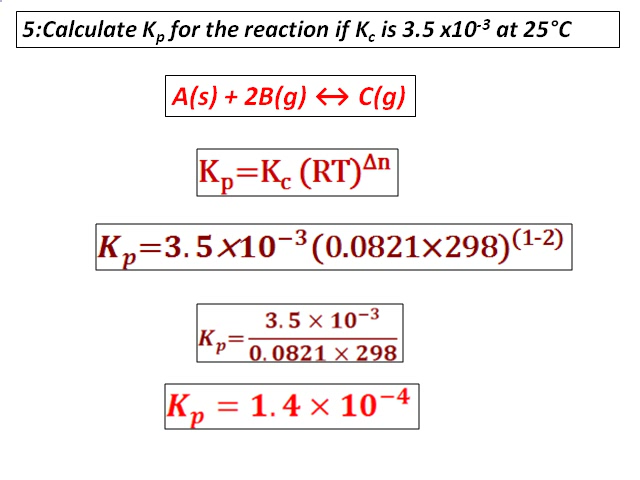 5:Calculate Kₚ for the reaction if K꜀ is 3.5 x10⁻³ at 25°C
A(s) + 2B(g) ↔ C(g)
Kₚ=K꜀ (RT)^Δn
Kₚ=3.5×10⁻³(0.0821×298)⁽¹⁻²⁾
Kₚ= 3.5 × 10⁻³ / 0.0821 × 298
Kₚ = 1.4 × 10⁻⁴